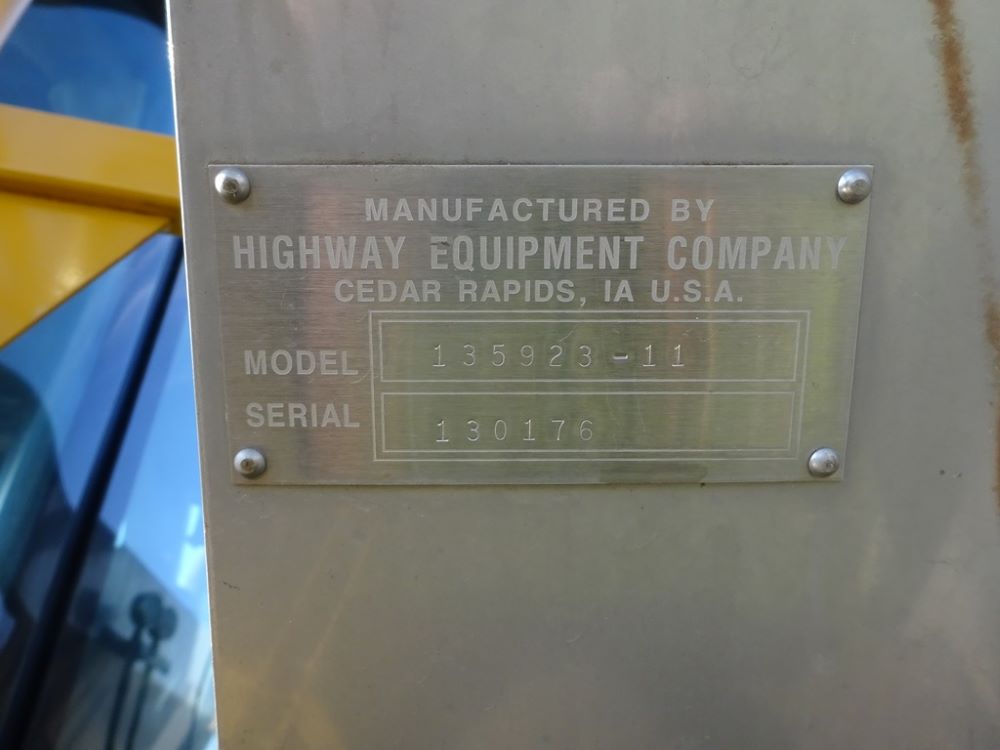 MANUFACTURED BY
HIGHWAY EQUIPMENT COMPANY
CEDAR RAPIDS, IA U.S.A.
MODEL 135923-11
SERIAL 130176